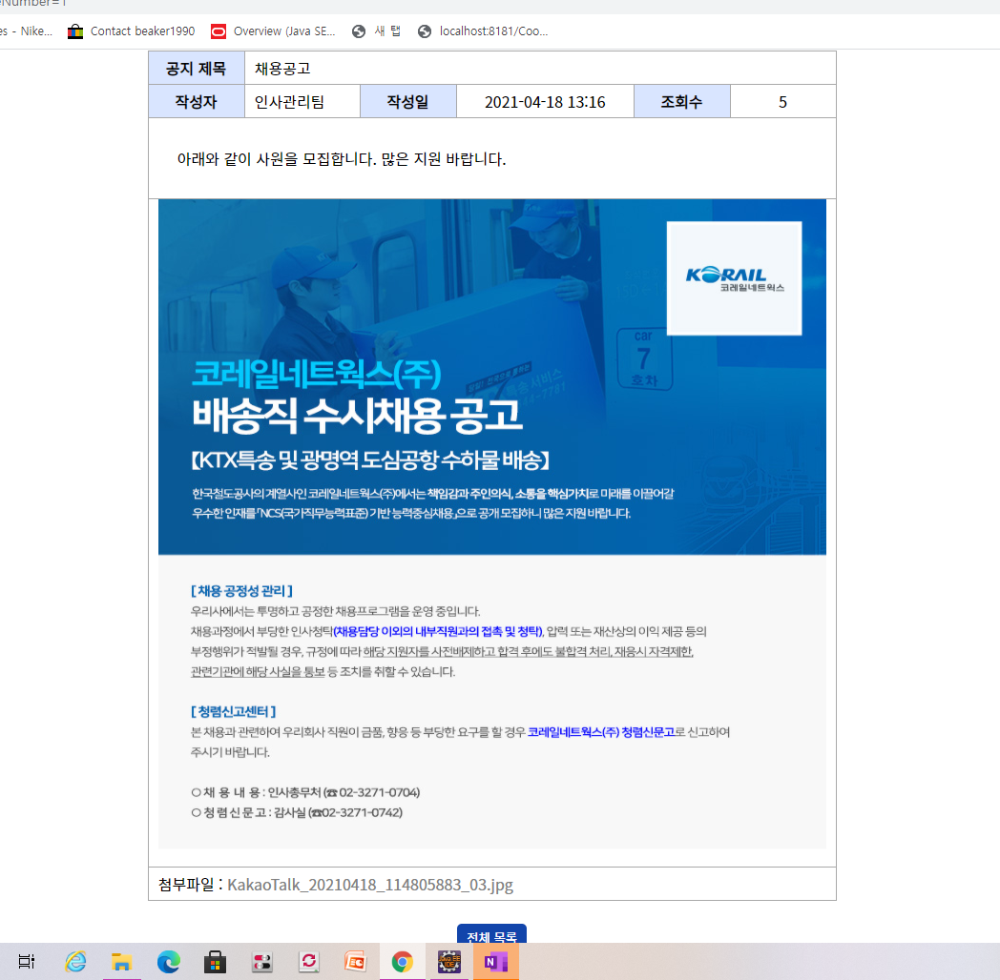 eNumber=1
es - Nike...
Contact beaker1990
Overview (Java SE...
새 탭
localhost:8181/Coo...
공지 제목
채용공고
작성자
인사관리팀
작성일
2021-04-18 13:16
조회수
5
아래와 같이 사원을 모집합니다. 많은 지원 바랍니다.
KORAIL
코레일네트웍스
car
7
호차
코레일네트웍스(주)
배송직 수시채용 공고
【KTX특송 및 광명역 도심공항 수하물 배송】
한국철도공사의 계열사인 코레일네트웍스(주)에서는 책임감과 주인의식, 소통을 핵심가치로 미래를 이끌어갈
우수한 인재를「NCS(국가직무능력표준) 기반 능력중심채용」으로 공개 모집하니 많은 지원 바랍니다.
[ 채용 공정성 관리 ]
우리사에서는 투명하고 공정한 채용프로그램을 운영 중입니다.
채용과정에서 부당한 인사청탁(채용담당 이외의 내부직원과의 접촉 및 청탁), 압력 또는 재산상의 이익 제공 등의
부정행위가 적발될 경우, 규정에 따라 해당 지원자를 사전배제하고 합격 후에도 불합격 처리, 재응시 자격제한,
관련기관에 해당 사실을 통보 등 조치를 취할 수 있습니다.
[ 청렴신고센터 ]
본 채용과 관련하여 우리회사 직원이 금품, 향응 등 부당한 요구를 할 경우 코레일네트웍스(주) 청렴신문고로 신고하여
주시기 바랍니다.
○ 채 용 내 용 : 인사총무처 (☎ 02-3271-0704)
○ 청 렴 신 문 고 : 감사실 (☎02-3271-0742)
첨부파일 : KakaoTalk_20210418_114805883_03.jpg
전체 목록